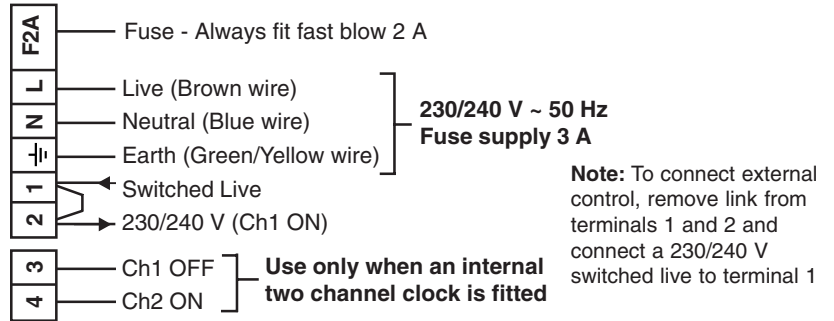 F2A Fuse - Always fit fast blow 2 A
L Live (Brown wire)
N Neutral (Blue wire)
Earth (Green/Yellow wire)
230/240 V ~ 50 Hz
Fuse supply 3 A
1 Switched Live
2 230/240 V (Ch1 ON)
Note: To connect external
control, remove link from
terminals 1 and 2 and
connect a 230/240 V
switched live to terminal 1
3 Ch1 OFF
4 Ch2 ON
Use only when an internal
two channel clock is fitted